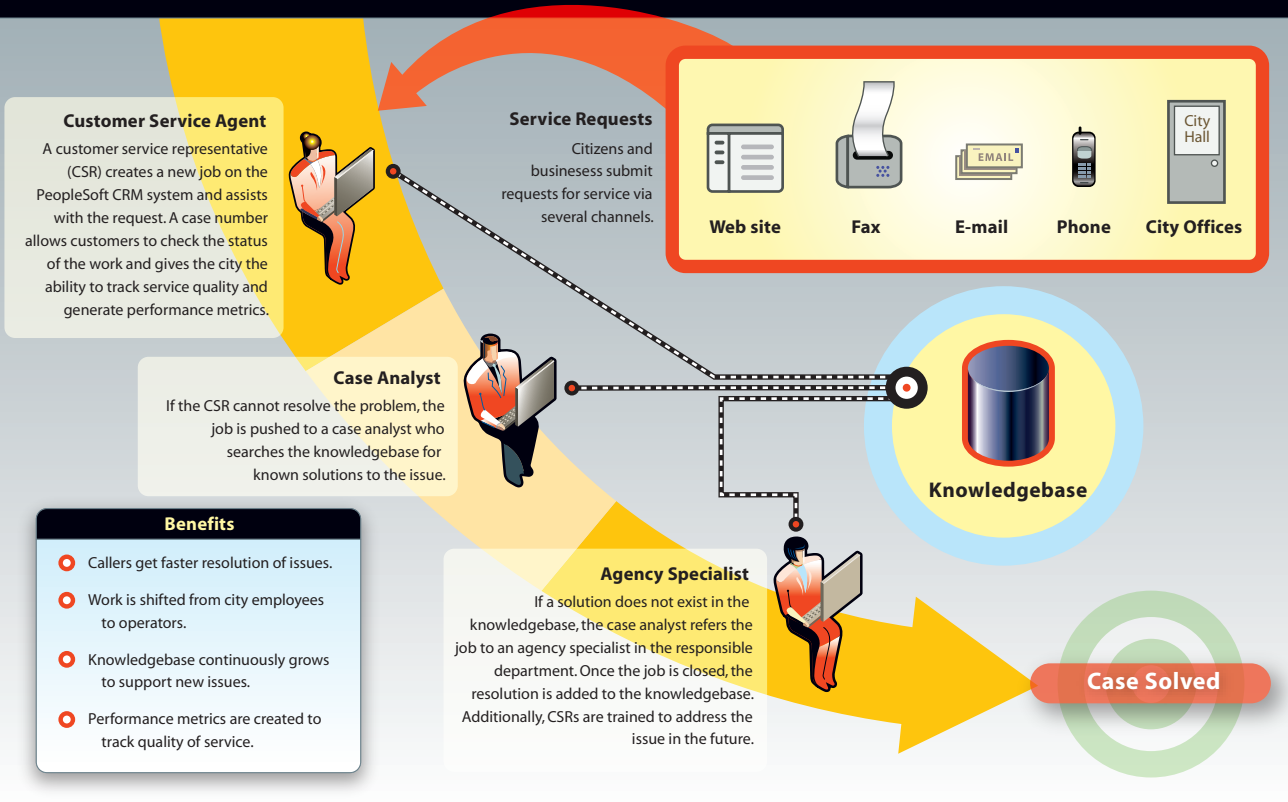 Customer Service Agent
A customer service representative
(CSR) creates a new job on the
PeopleSoft CRM system and assists
with the request. A case number
allows customers to check the status
of the work and gives the city the
ability to track service quality and
generate performance metrics.
Service Requests
Citizens and
businesess submit
requests for service via
several channels.
EMAIL
City
Hall
Web site
Fax
E-mail
Phone
City Offices
Case Analyst
If the CSR cannot resolve the problem, the
job is pushed to a case analyst who
searches the knowledgebase for
known solutions to the issue.
Knowledgebase
Benefits
Callers get faster resolution of issues.
Work is shifted from city employees
to operators.
Knowledgebase continuously grows
to support new issues.
Performance metrics are created to
track quality of service.
Agency Specialist
If a solution does not exist in the
knowledgebase, the case analyst refers the
job to an agency specialist in the responsible
department. Once the job is closed, the
resolution is added to the knowledgebase.
Additionally, CSRs are trained to address the
issue in the future.
Case Solved